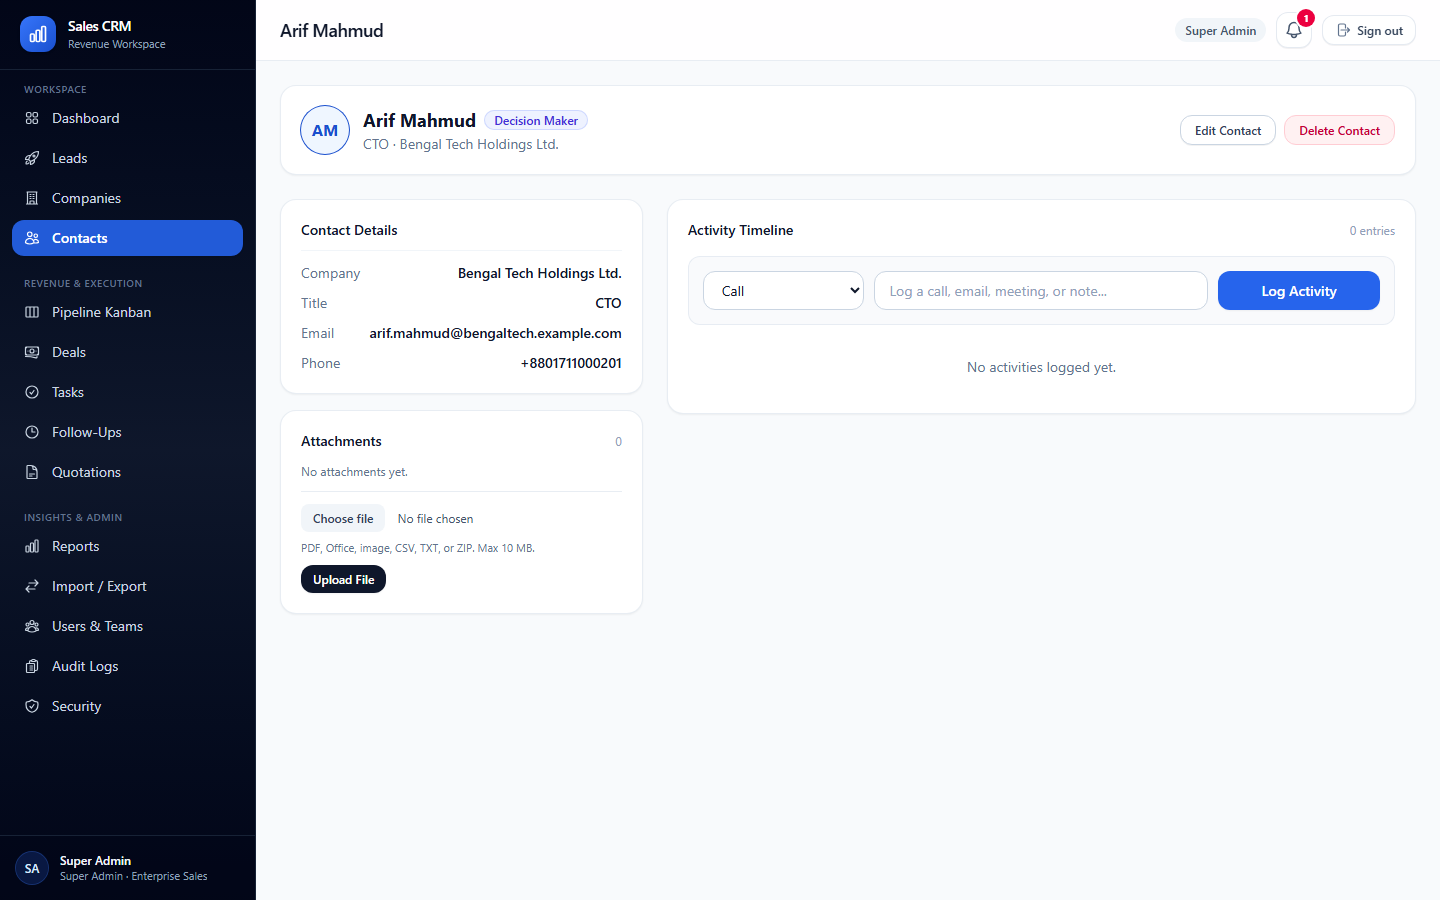 Sales CRM
Revenue Workspace
WORKSPACE
Dashboard
Leads
Companies
Contacts
REVENUE & EXECUTION
Pipeline Kanban
Deals
Tasks
Follow-Ups
Quotations
INSIGHTS & ADMIN
Reports
Import / Export
Users & Teams
Audit Logs
Security
SA
Super Admin
Super Admin · Enterprise Sales
Arif Mahmud
Super Admin
1
Sign out
AM
Arif Mahmud Decision Maker
CTO · Bengal Tech Holdings Ltd.
Edit Contact
Delete Contact
Contact Details
Company Bengal Tech Holdings Ltd.
Title CTO
Email arif.mahmud@bengaltech.example.com
Phone +8801711000201
Attachments 0
No attachments yet.
Choose file No file chosen
PDF, Office, image, CSV, TXT, or ZIP. Max 10 MB.
Upload File
Activity Timeline 0 entries
Call Log a call, email, meeting, or note... Log Activity
No activities logged yet.